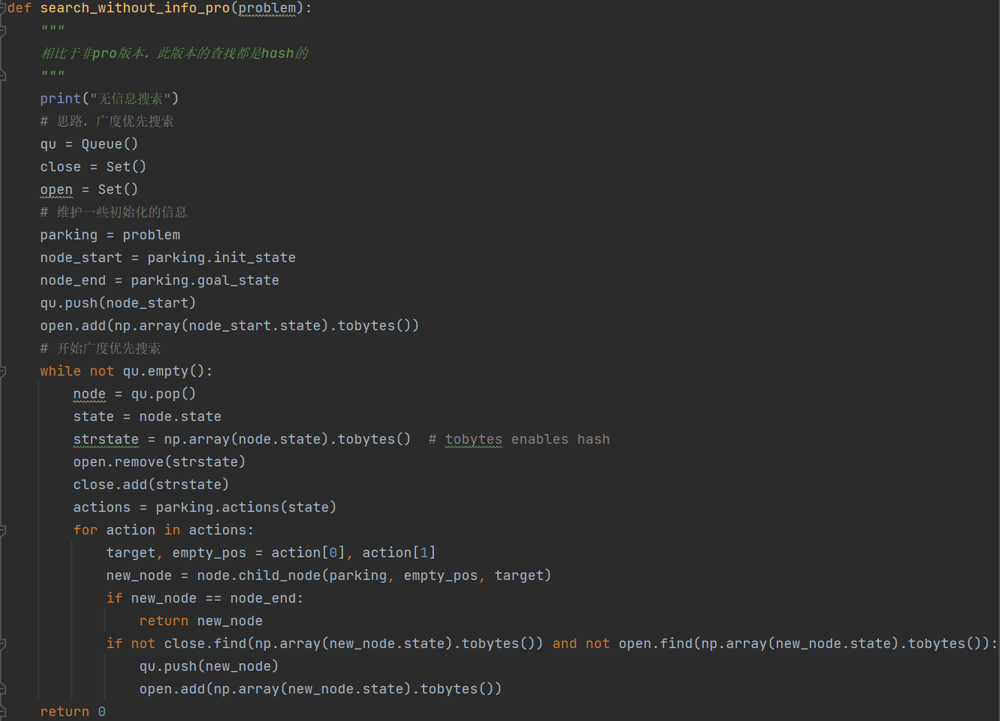 def search_without_info_pro(problem):
    """
    相比于非pro版本，此版本的查找都是hash的
    """
    print("无信息搜索")
    # 思路，广度优先搜索
    qu = Queue()
    close = Set()
    open = Set()
    # 维护一些初始化的信息
    parking = problem
    node_start = parking.init_state
    node_end = parking.goal_state
    qu.push(node_start)
    open.add(np.array(node_start.state).tobytes())
    # 开始广度优先搜索
    while not qu.empty():
        node = qu.pop()
        state = node.state
        strstate = np.array(node.state).tobytes()  # tobytes enables hash
        open.remove(strstate)
        close.add(strstate)
        actions = parking.actions(state)
        for action in actions:
            target, empty_pos = action[0], action[1]
            new_node = node.child_node(parking, empty_pos, target)
            if new_node == node_end:
                return new_node
            if not close.find(np.array(new_node.state).tobytes()) and not open.find(np.array(new_node.state).tobytes()):
                qu.push(new_node)
                open.add(np.array(new_node.state).tobytes())
    return 0